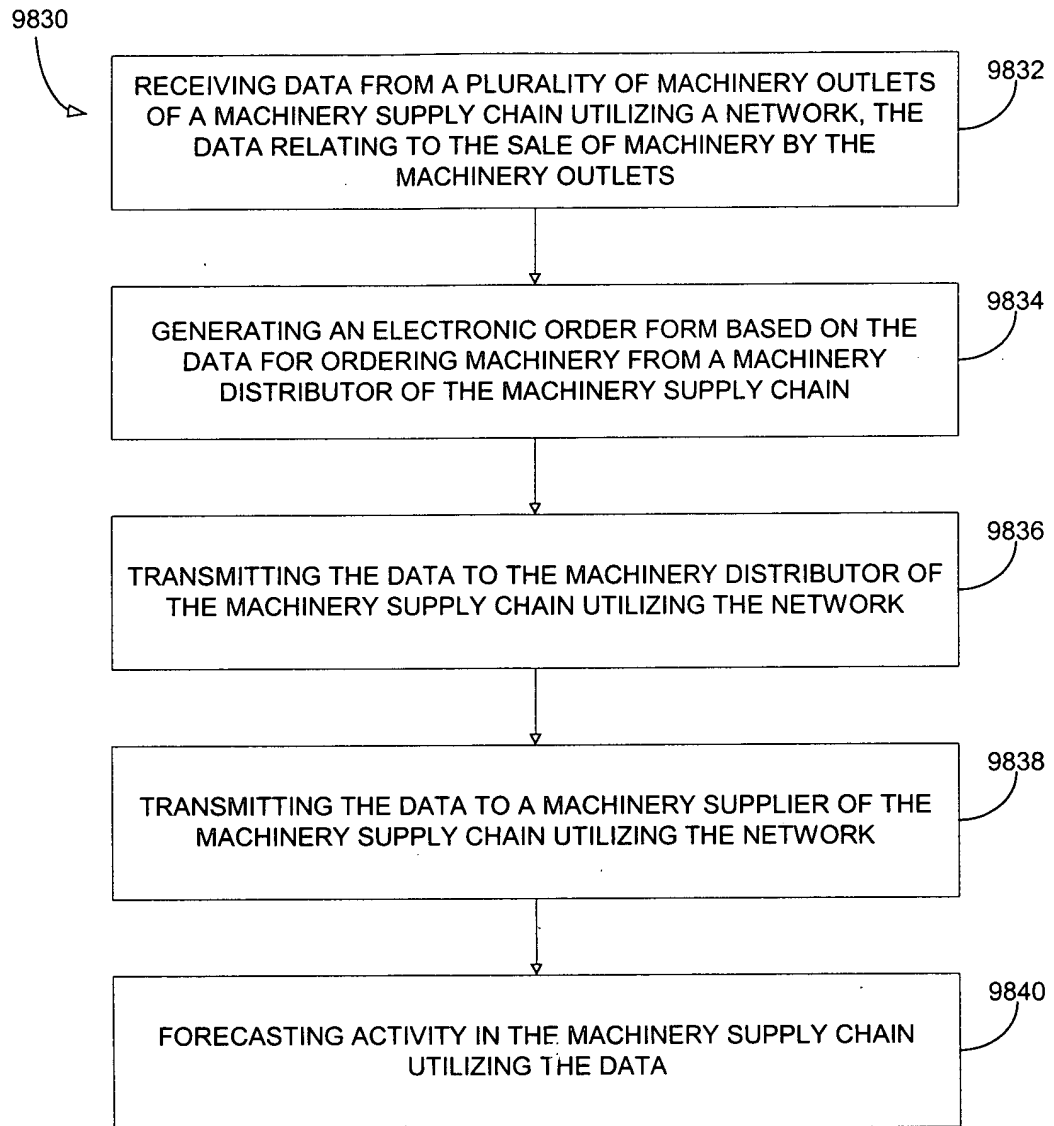 9830
RECEIVING DATA FROM A PLURALITY OF MACHINERY OUTLETS
OF A MACHINERY SUPPLY CHAIN UTILIZING A NETWORK, THE
DATA RELATING TO THE SALE OF MACHINERY BY THE
MACHINERY OUTLETS
9832
GENERATING AN ELECTRONIC ORDER FORM BASED ON THE
DATA FOR ORDERING MACHINERY FROM A MACHINERY
DISTRIBUTOR OF THE MACHINERY SUPPLY CHAIN
9834
TRANSMITTING THE DATA TO THE MACHINERY DISTRIBUTOR OF
THE MACHINERY SUPPLY CHAIN UTILIZING THE NETWORK
9836
TRANSMITTING THE DATA TO A MACHINERY SUPPLIER OF THE
MACHINERY SUPPLY CHAIN UTILIZING THE NETWORK
9838
FORECASTING ACTIVITY IN THE MACHINERY SUPPLY CHAIN
UTILIZING THE DATA
9840